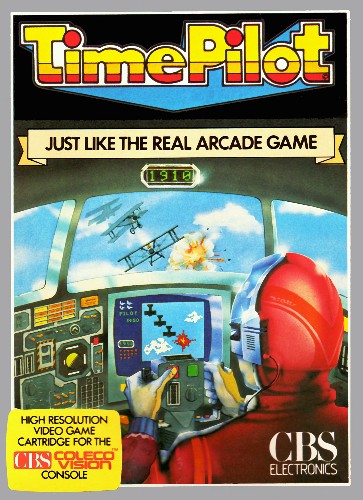 TimePilot
JUST LIKE THE REAL ARCADE GAME
1910
PILOT
HIGH RESOLUTION
VIDEO GAME
CARTRIDGE FOR THE
CBS COLECO VISION™
CONSOLE
CBS
ELECTRONICS